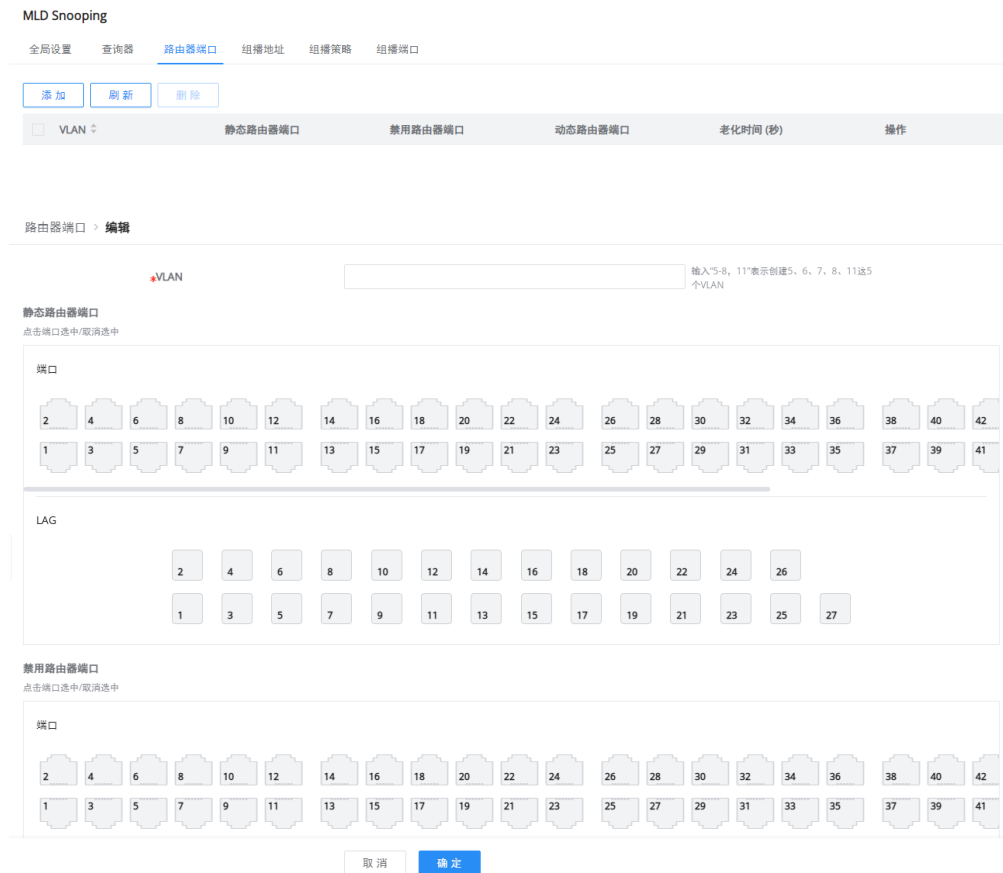 MLD Snooping
全局设置 查询器 路由器端口 组播地址 组播策略 组播端口
添加 刷新 删除
VLAN 静态路由器端口 禁用路由器端口 动态路由器端口 老化时间 (秒) 操作
路由器端口 > 编辑
*VLAN 输入"5-8，11"表示创建5、6、7、8、11这5
个VLAN
静态路由器端口
点击端口选中/取消选中
端口
2 4 6 8 10 12 14 16 18 20 22 24 26 28 30 32 34 36 38 40 42
1 3 5 7 9 11 13 15 17 19 21 23 25 27 29 31 33 35 37 39 41
LAG
2 4 6 8 10 12 14 16 18 20 22 24 26
1 3 5 7 9 11 13 15 17 19 21 23 25 27
禁用路由器端口
点击端口选中/取消选中
端口
2 4 6 8 10 12 14 16 18 20 22 24 26 28 30 32 34 36 38 40 42
1 3 5 7 9 11 13 15 17 19 21 23 25 27 29 31 33 35 37 39 41
取消 确定